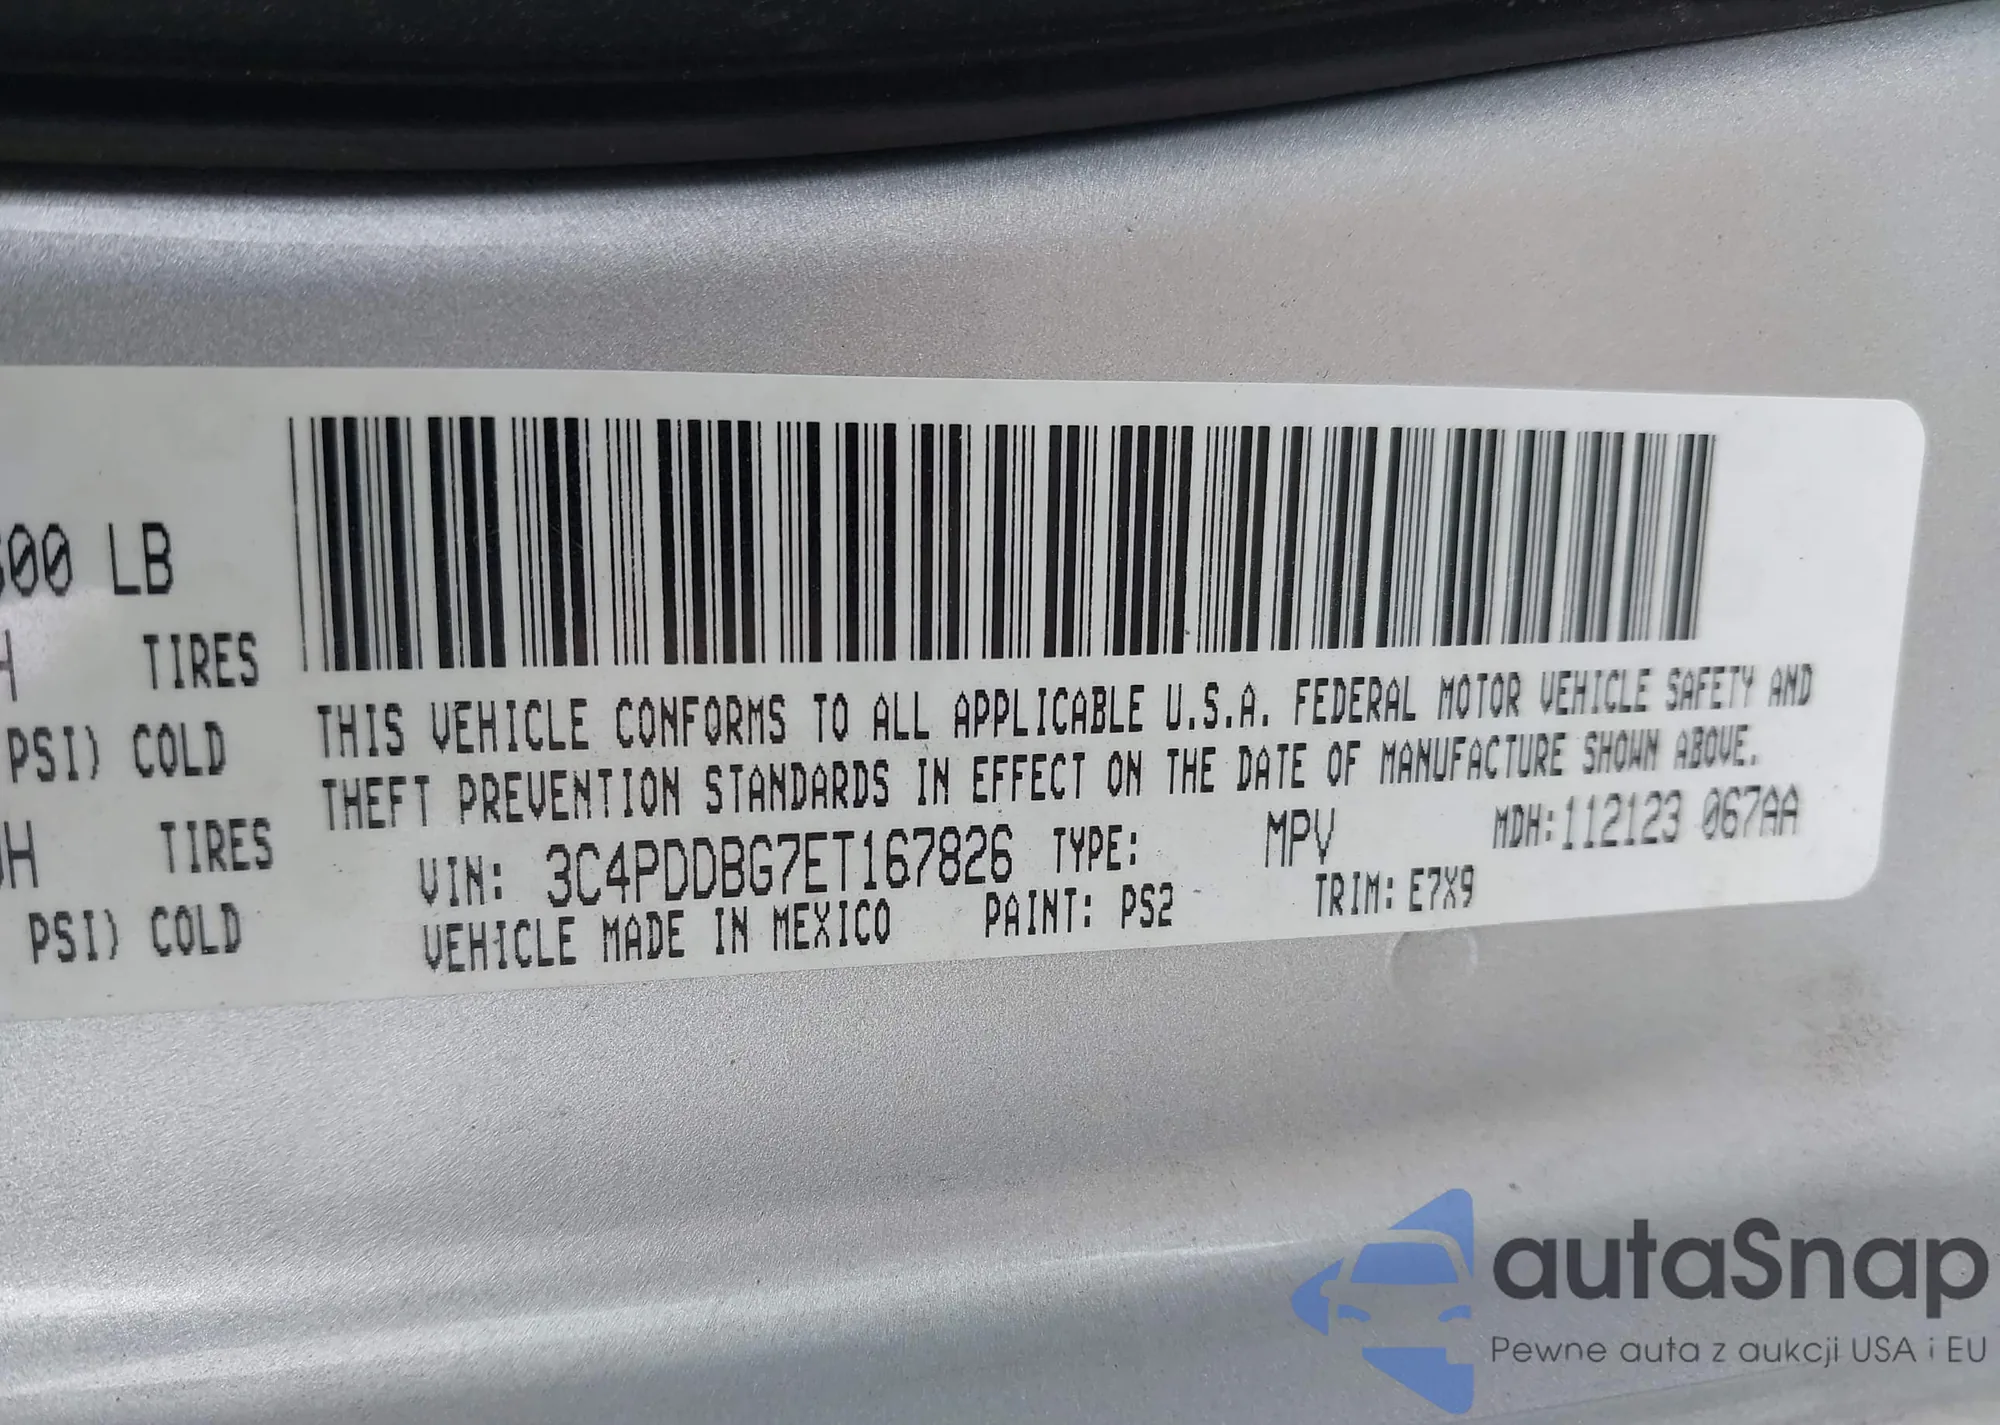 00 LB
H TIRES
PSI) COLD
H TIRES
PSI) COLD
THIS VEHICLE CONFORMS TO ALL APPLICABLE U.S.A. FEDERAL MOTOR VEHICLE SAFETY AND
THEFT PREVENTION STANDARDS IN EFFECT ON THE DATE OF MANUFACTURE SHOWN ABOVE.
VIN: 3C4PDDBG7ET167826 TYPE: MPV MDH:112123 067AA
VEHICLE MADE IN MEXICO PAINT: PS2 TRIM: E7X9
autaSnap
Pewne auta z aukcji USA i EU